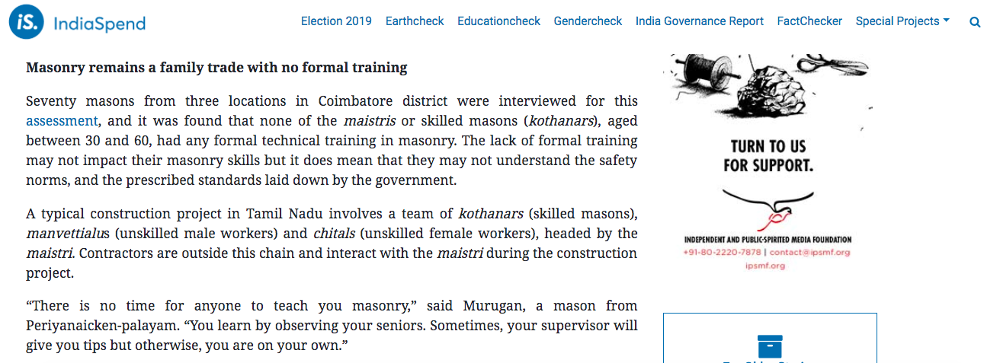 iS. IndiaSpend
Election 2019 Earthcheck Educationcheck Gendercheck India Governance Report FactChecker Special Projects
Masonry remains a family trade with no formal training
Seventy masons from three locations in Coimbatore district were interviewed for this
assessment, and it was found that none of the maistris or skilled masons (kothanars), aged
between 30 and 60, had any formal technical training in masonry. The lack of formal training
may not impact their masonry skills but it does mean that they may not understand the safety
norms, and the prescribed standards laid down by the government.
A typical construction project in Tamil Nadu involves a team of kothanars (skilled masons),
manvettialus (unskilled male workers) and chitals (unskilled female workers), headed by the
maistri. Contractors are outside this chain and interact with the maistri during the construction
project.
“There is no time for anyone to teach you masonry,” said Murugan, a mason from
Periyanaicken-palayam. “You learn by observing your seniors. Sometimes, your supervisor will
give you tips but otherwise, you are on your own.”
TURN TO US
FOR SUPPORT.
INDEPENDENT AND PUBLIC-SPIRITED MEDIA FOUNDATION
+91-80-2220-7878 | contact@ipsmf.org
ipsmf.org